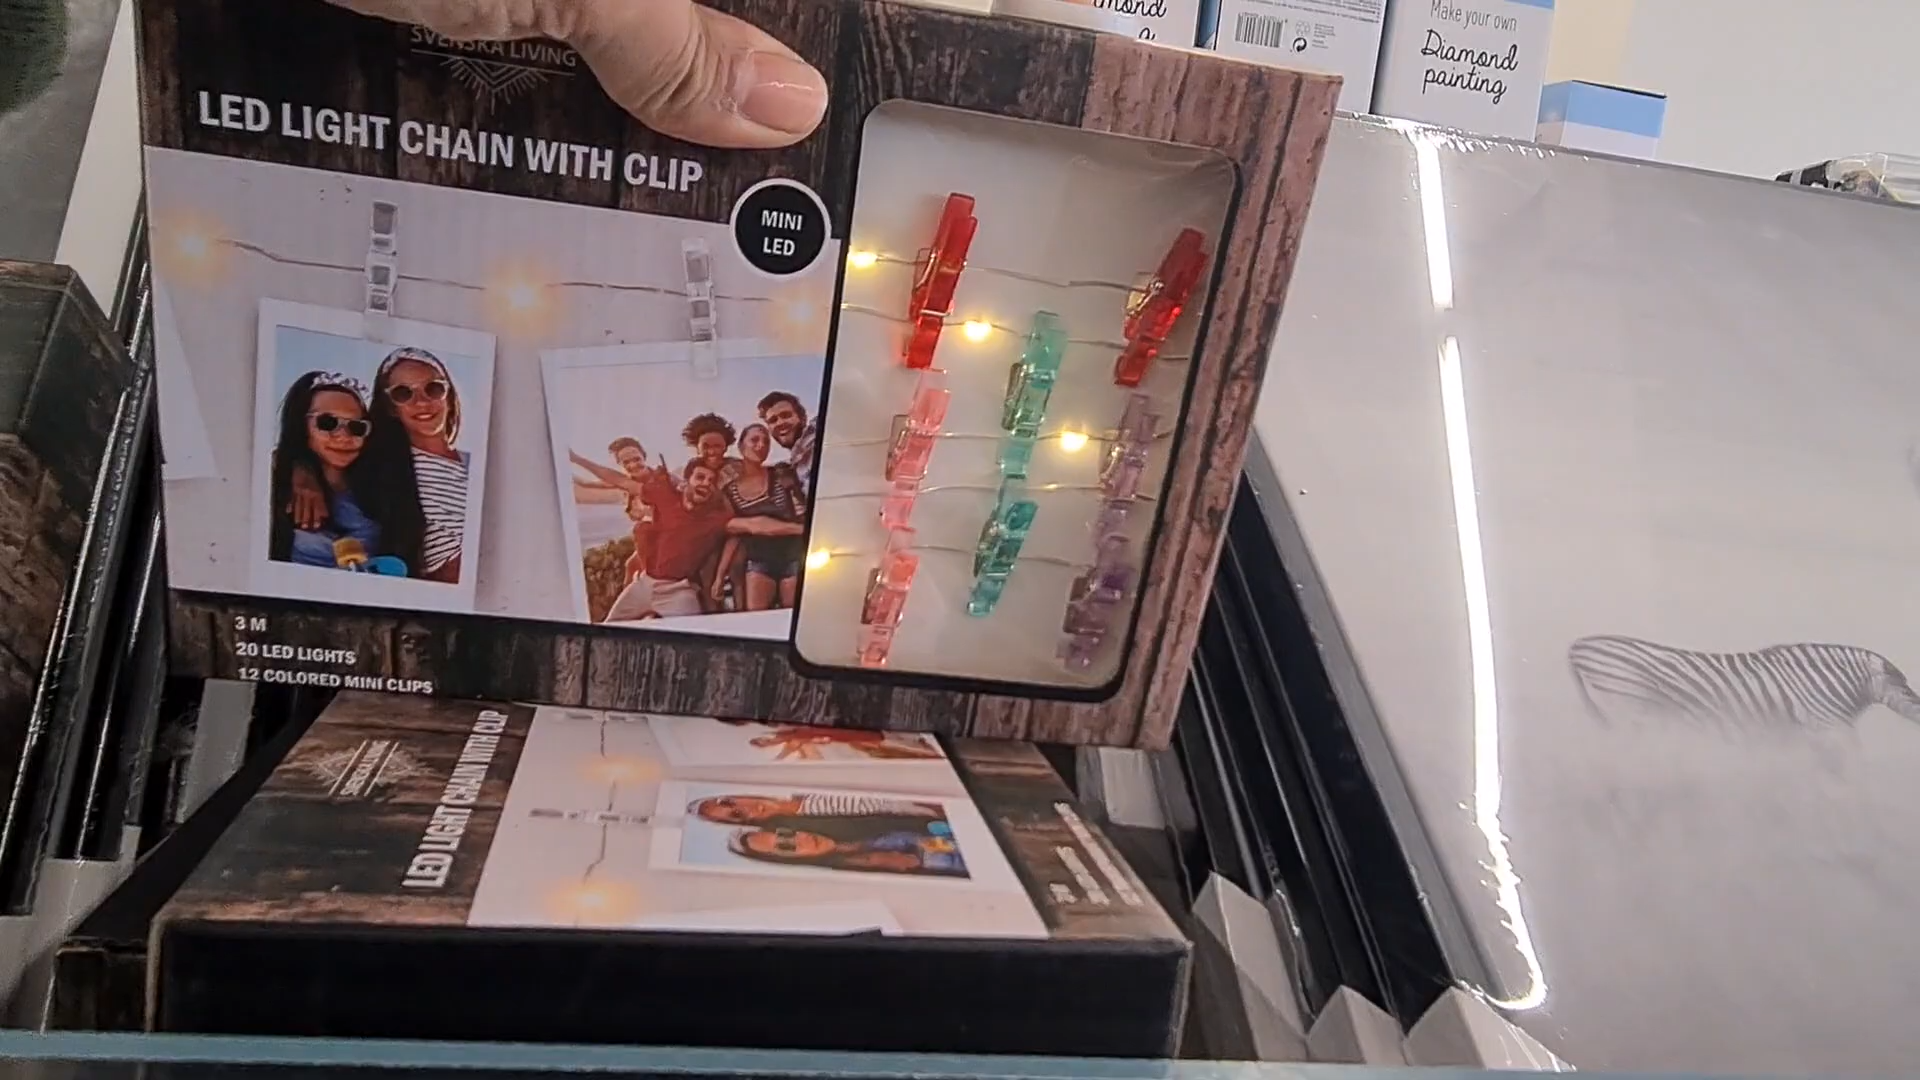 SVENSKA LIVING
LED LIGHT CHAIN WITH CLIP
MINI
LED
3 M
20 LED LIGHTS
12 COLORED MINI CLIPS
LED LIGHT CHAIN WITH CLIP
Make your own
Diamond
painting